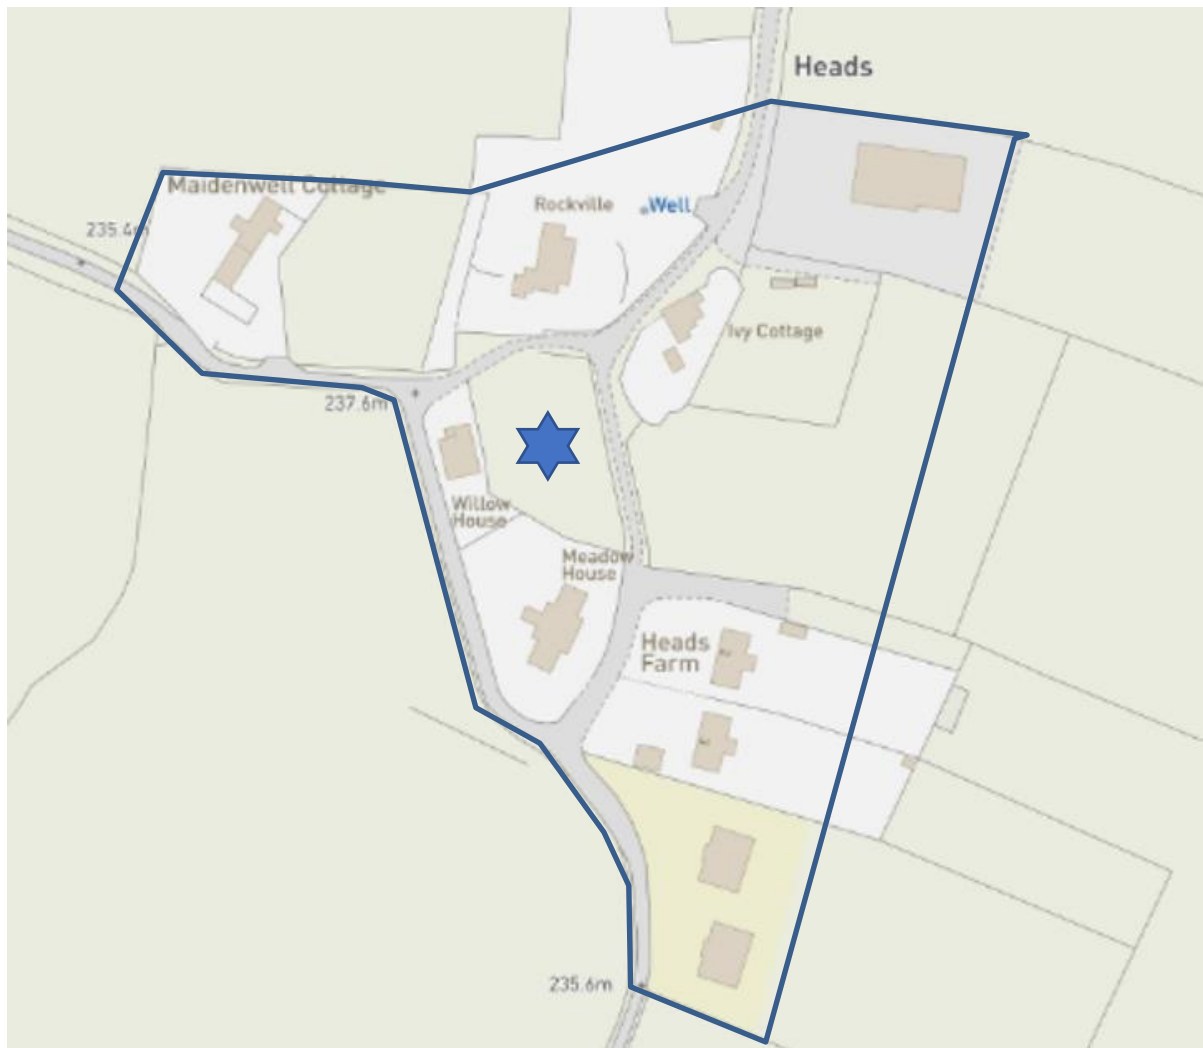 Heads
Maidenwell Cottage
Rockville
Well
235.4m
Ivy Cottage
237.6m
Willow
House
Meadow
House
Heads
Farm
235.6m